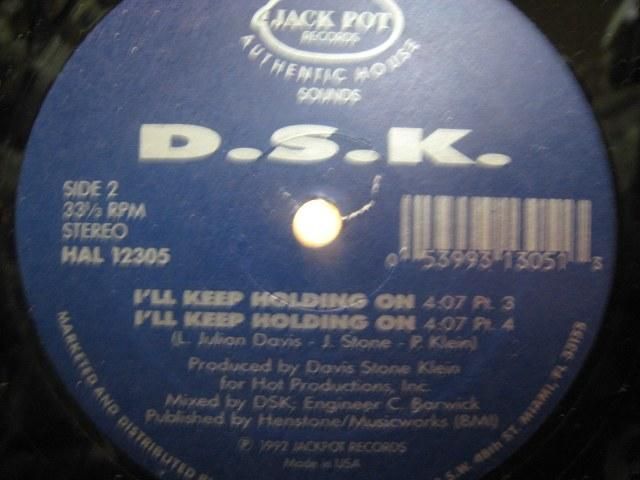 JACK POT
RECORDS
AUTHENTIC HOUSE
SOUNDS
D.S.K.
SIDE 2
33⅓ RPM
STEREO
HAL 12305
0 53993 13051 3
I'LL KEEP HOLDING ON 4:07 Pt. 3
I'LL KEEP HOLDING ON 4:07 Pt. 4
(L. Julian Davis - J. Stone - P. Klein)
Produced by Davis Stone Klein
for Hot Productions, Inc.
Mixed by DSK; Engineer C. Barwick
Published by Henstone/Musicworks (BMI)
℗ 1992 JACKPOT RECORDS
Made in USA
MARKETED AND DISTRIBUTED
S.W. 48th ST. MIAMI, FL 33155